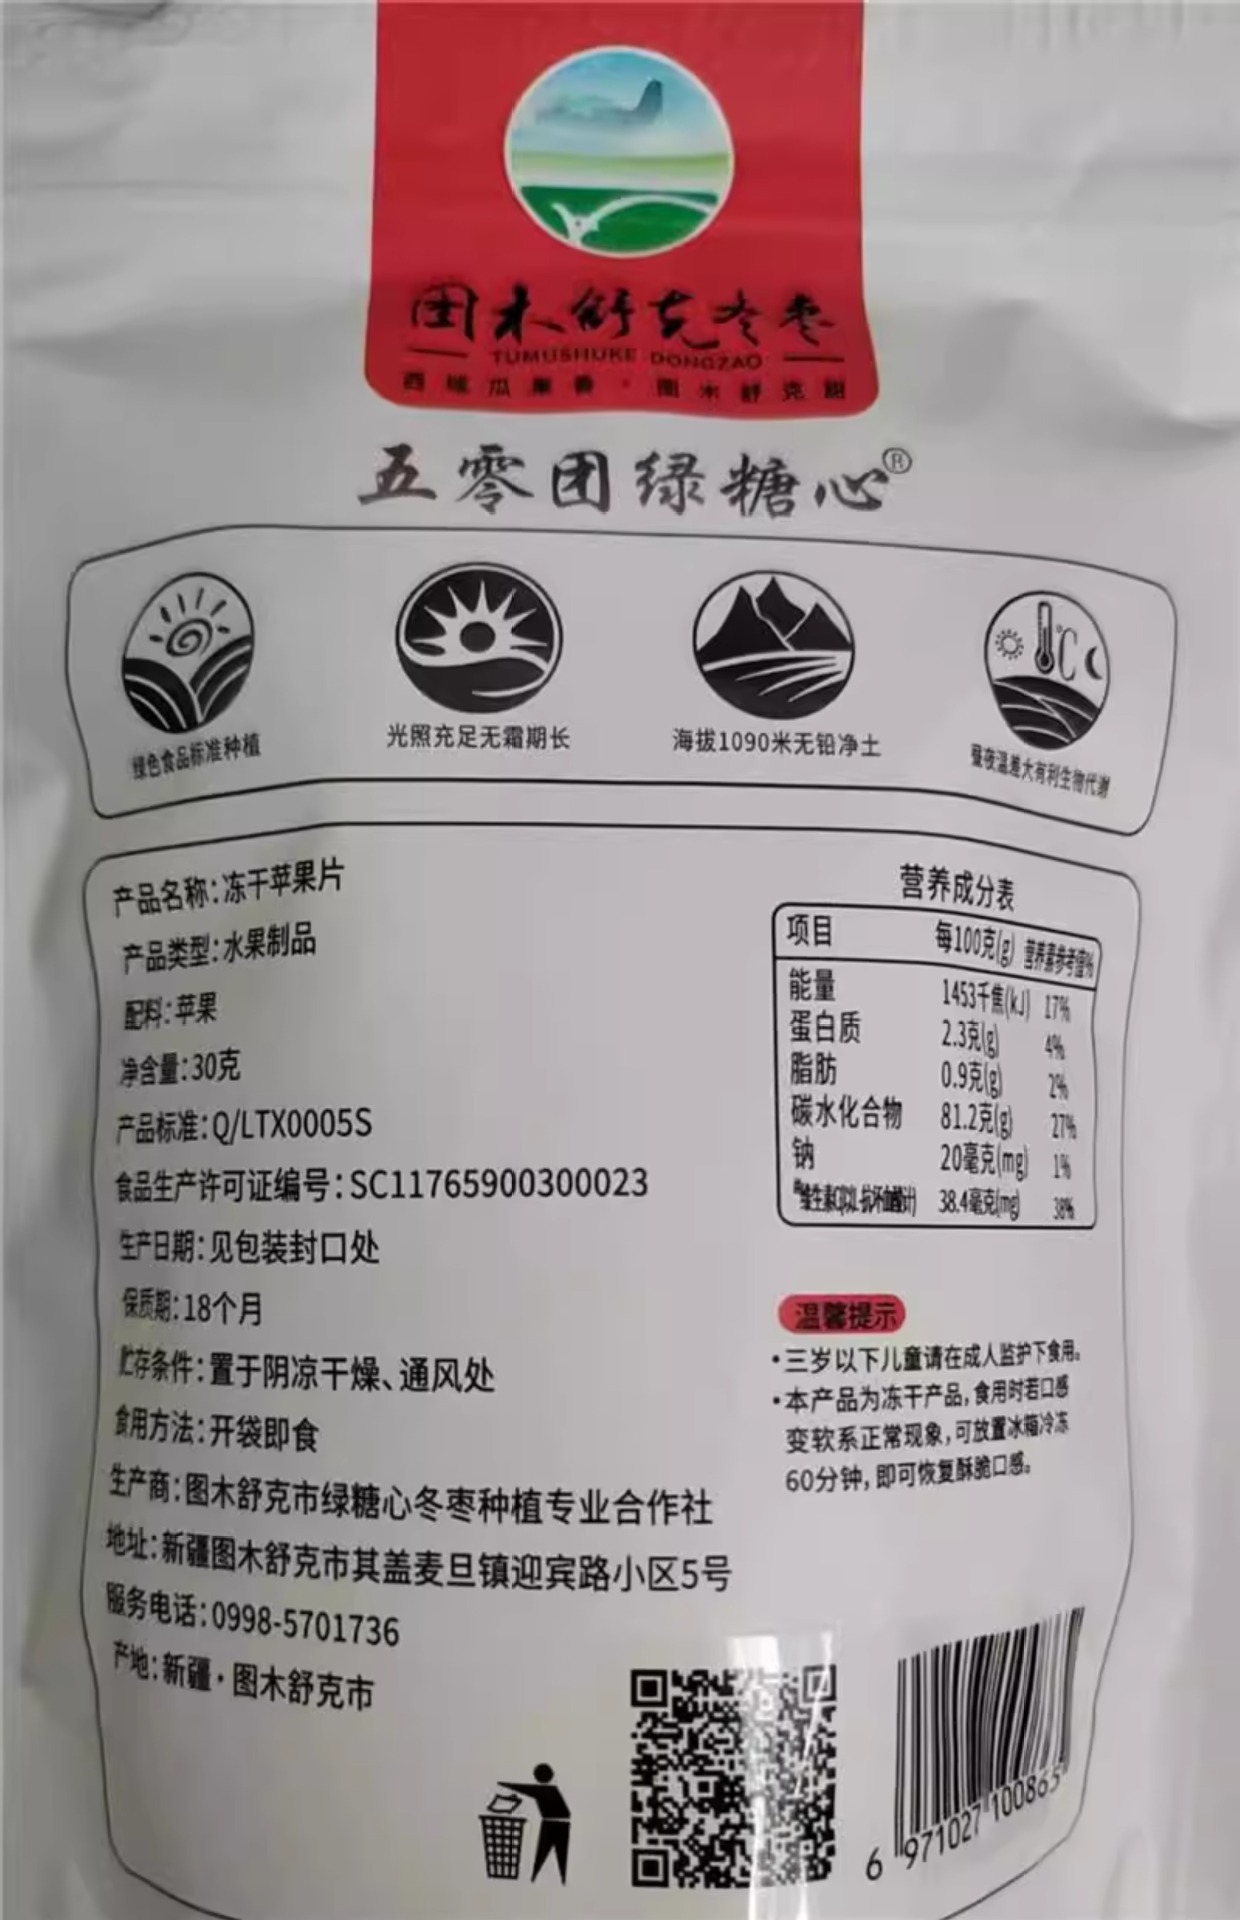 图木舒克冬枣
TUMUSHUKE DONGZAO
西域瓜果香·图木舒克甜
五零团绿糖心®
绿色食品标准种植
光照充足无霜期长
海拔1090米无铅净土
昼夜温差大有利生物代谢
产品名称:冻干苹果片
产品类型:水果制品
配料:苹果
净含量:30克
产品标准:Q/LTX0005S
食品生产许可证编号:SC11765900300023
生产日期:见包装封口处
保质期:18个月
贮存条件:置于阴凉干燥、通风处
食用方法:开袋即食
生产商:图木舒克市绿糖心冬枣种植专业合作社
地址:新疆图木舒克市其盖麦旦镇迎宾路小区5号
服务电话:0998-5701736
产地:新疆·图木舒克市
营养成分表
项目 每100克(g) 营养素参考值%
能量 1453千焦(kJ) 17%
蛋白质 2.3克(g) 4%
脂肪 0.9克(g) 2%
碳水化合物 81.2克(g) 27%
钠 20毫克(mg) 1%
维生素C(以L-抗坏血酸计) 38.4毫克(mg) 38%
温馨提示
·三岁以下儿童请在成人监护下食用。
·本产品为冻干产品,食用时若口感
变软系正常现象,可放置冰箱冷冻
60分钟,即可恢复酥脆口感。
6 971027 100865